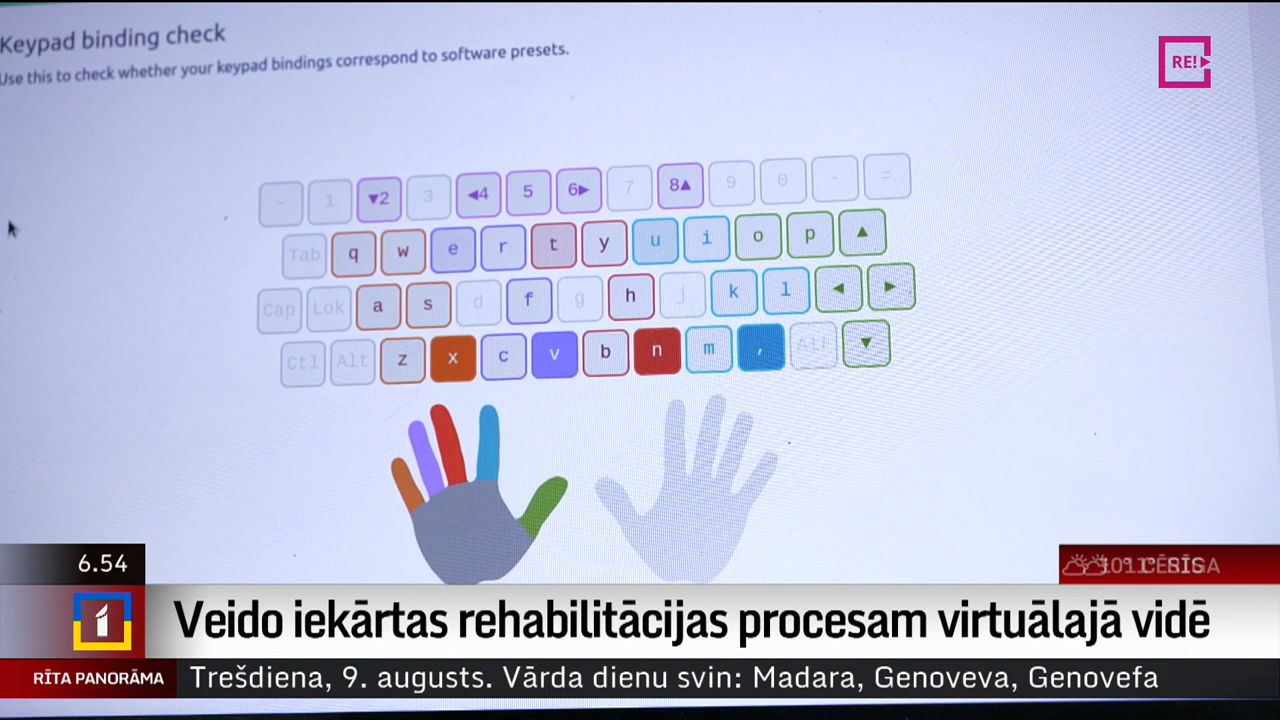 Keypad binding check
Use this to check whether your keypad bindings correspond to software presets.
RE!
~ 1 ▼2 3 ◀4 5 6▶ 7 8▲ 9 0 - =
Tab q w e r t y u i o p ▲
Cap Lok a s d f g h j k l ◀ ▶
Ctl Alt z x c v b n m , Alt ▼
6.54
1
Veido iekārtas rehabilitācijas procesam virtuālajā vidē
RĪTA PANORĀMA
Trešdiena, 9. augusts. Vārda dienu svin: Madara, Genoveva, Genovefa